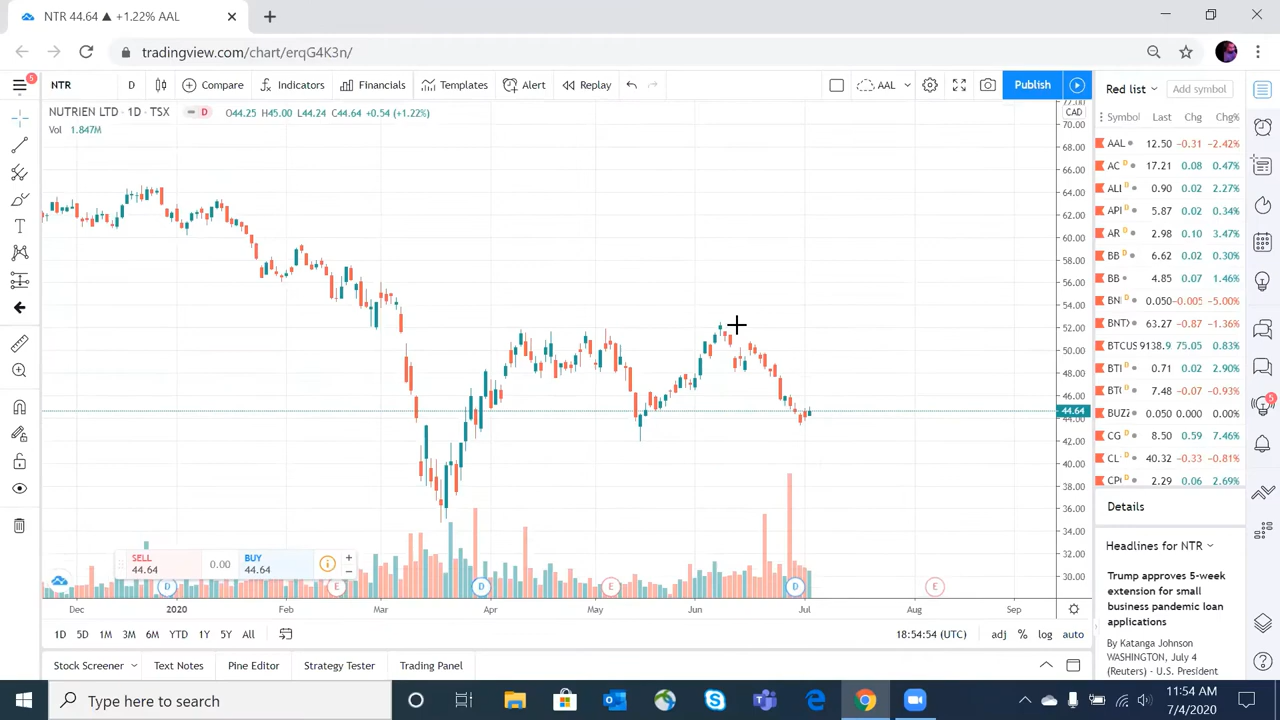 NTR 44.64 ▲ +1.22% AAL
tradingview.com/chart/erqG4K3n/
5
NTR D Compare Indicators Financials Templates Alert Replay AAL Publish
NUTRIEN LTD · 1D · TSX D O44.25 H45.00 L44.24 C44.64 +0.54 (+1.22%)
Vol 1.847M
CAD
77.00
70.00
68.00
66.00
64.00
62.00
60.00
58.00
56.00
54.00
52.00
50.00
48.00
46.00
44.64
44.00
42.00
40.00
38.00
36.00
34.00
32.00
30.00
SELL
44.64
0.00
BUY
44.64
D E D E D E
Dec 2020 Feb Mar Apr May Jun Jul Aug Sep
1D 5D 1M 3M 6M YTD 1Y 5Y All
18:54:54 (UTC) adj % log auto
Stock Screener Text Notes Pine Editor Strategy Tester Trading Panel
Red list Add symbol
Symbol Last Chg Chg%
AAL 12.50 -0.31 -2.42%
AC D 17.21 0.08 0.47%
ALI D 0.90 0.02 2.27%
API D 5.87 0.02 0.34%
AR D 2.98 0.10 3.47%
BB D 6.62 0.02 0.30%
BB 4.85 0.07 1.46%
BN D 0.050 -0.005 -5.00%
BNTX 63.27 -0.87 -1.36%
BTCUS 9138.9 75.05 0.83%
BTI D 0.71 0.02 2.90%
BT D 7.48 -0.07 -0.93%
BUZZ 0.050 0.000 0.00%
CG D 8.50 0.59 7.46%
CL 40.32 -0.33 -0.81%
D 2.29 0.06 2.69%
5
Details
Headlines for NTR
Trump approves 5-week
extension for small
business pandemic loan
applications
By Katanga Johnson
WASHINGTON, July 4
(Reuters) - U.S. President
Type here to search
11:54 AM
7/4/2020